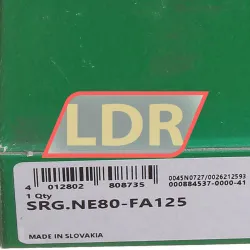 LDR
0045N0727/0026212593
000884537-0000-41
4 012802 808735
1 Qty
SRG.NE80-FA125
MADE IN SLOVAKIA